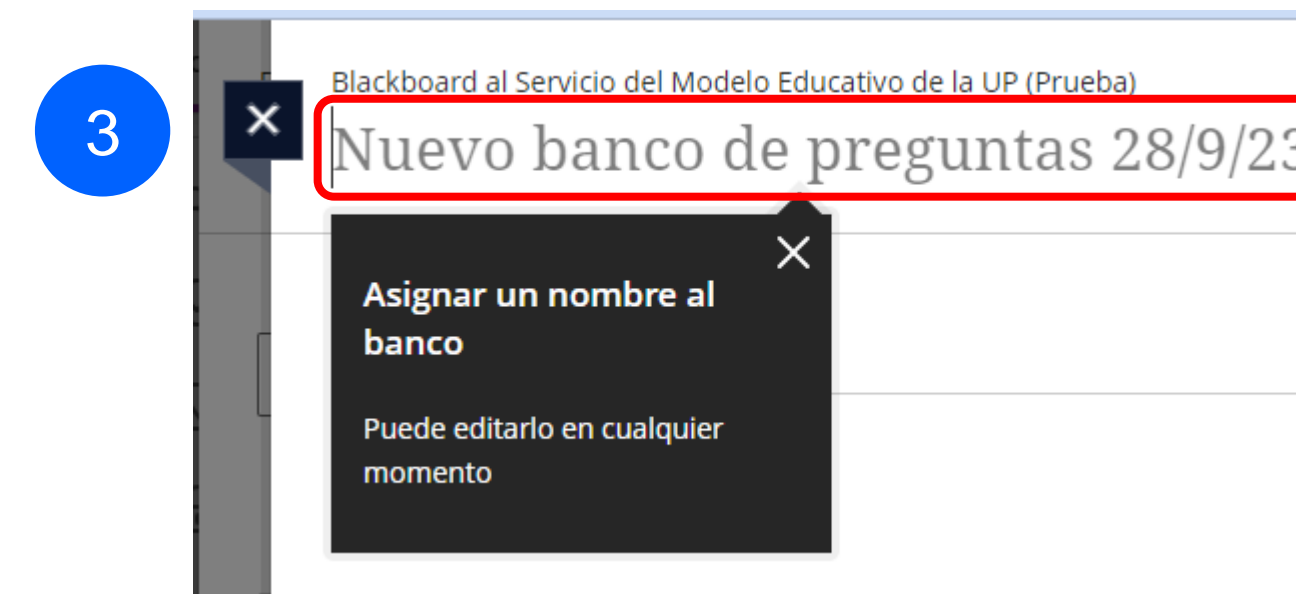 3
Blackboard al Servicio del Modelo Educativo de la UP (Prueba)
Nuevo banco de preguntas 28/9/23
Asignar un nombre al
banco
Puede editarlo en cualquier
momento